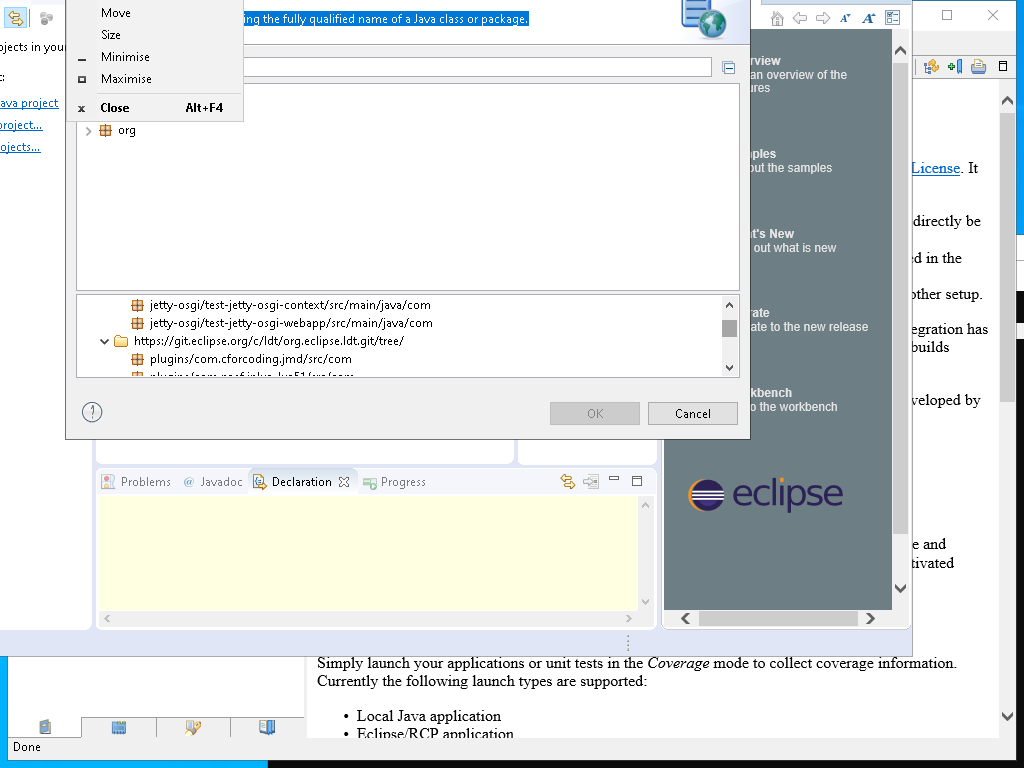 Move
Size
Minimise
Maximise
Close Alt+F4
ing the fully qualified name of a Java class or package.
ojects in your
ava project
project...
ojects...
org
jetty-osgi/test-jetty-osgi-context/src/main/java/com
jetty-osgi/test-jetty-osgi-webapp/src/main/java/com
https://git.eclipse.org/c/ldt/org.eclipse.ldt.git/tree/
plugins/com.cforcoding.jmd/src/com
OK
Cancel
rview
an overview of the
ures
ples
out the samples
t's New
out what is new
rate
ate to the new release
kbench
o the workbench
eclipse
License. It
directly be
ed in the
other setup.
egration has
builds
veloped by
e and
tivated
Problems
@ Javadoc
Declaration
Progress
Simply launch your applications or unit tests in the Coverage mode to collect coverage information.
Currently the following launch types are supported:
• Local Java application
• Eclipse/RCP application
Done